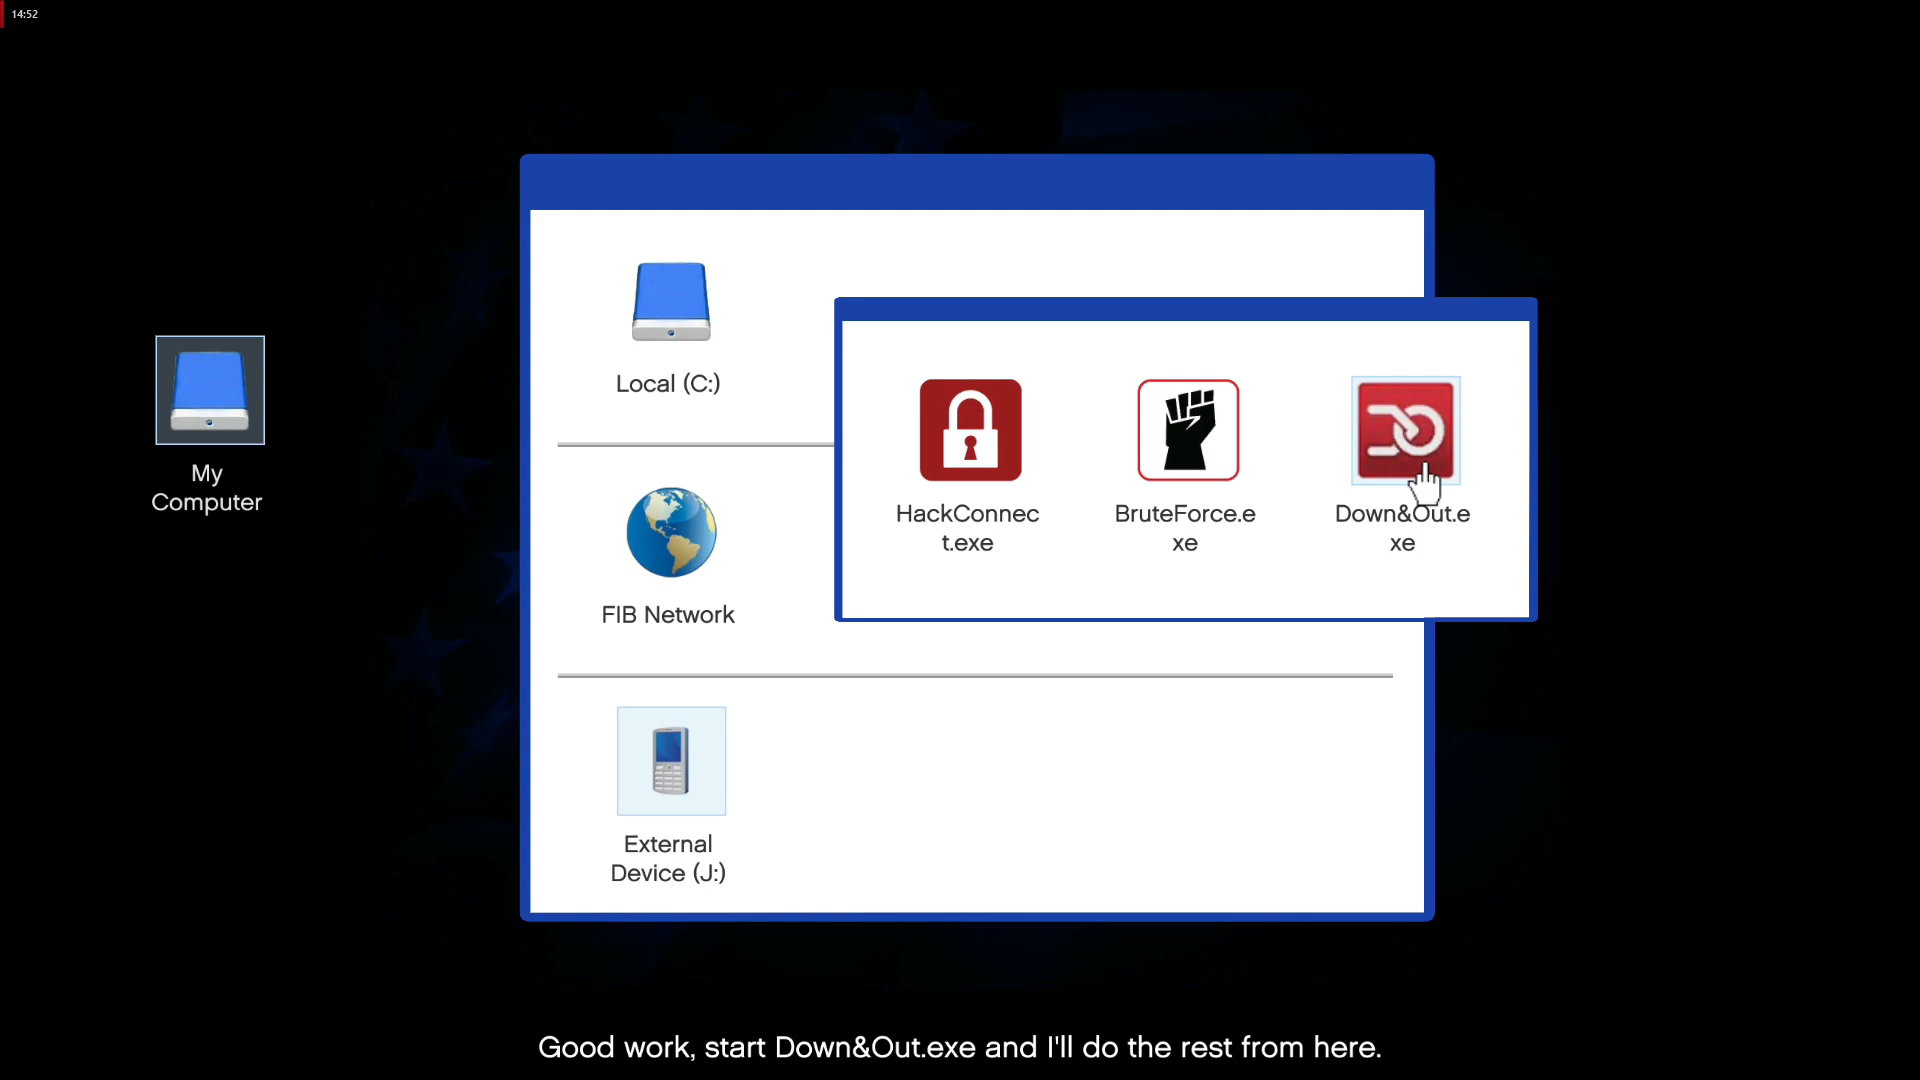 14:52
Local (C:)
My
Computer
HackConnec
t.exe
BruteForce.e
xe
Down&Out.e
xe
FIB Network
External
Device (J:)
Good work, start Down&Out.exe and I'll do the rest from here.